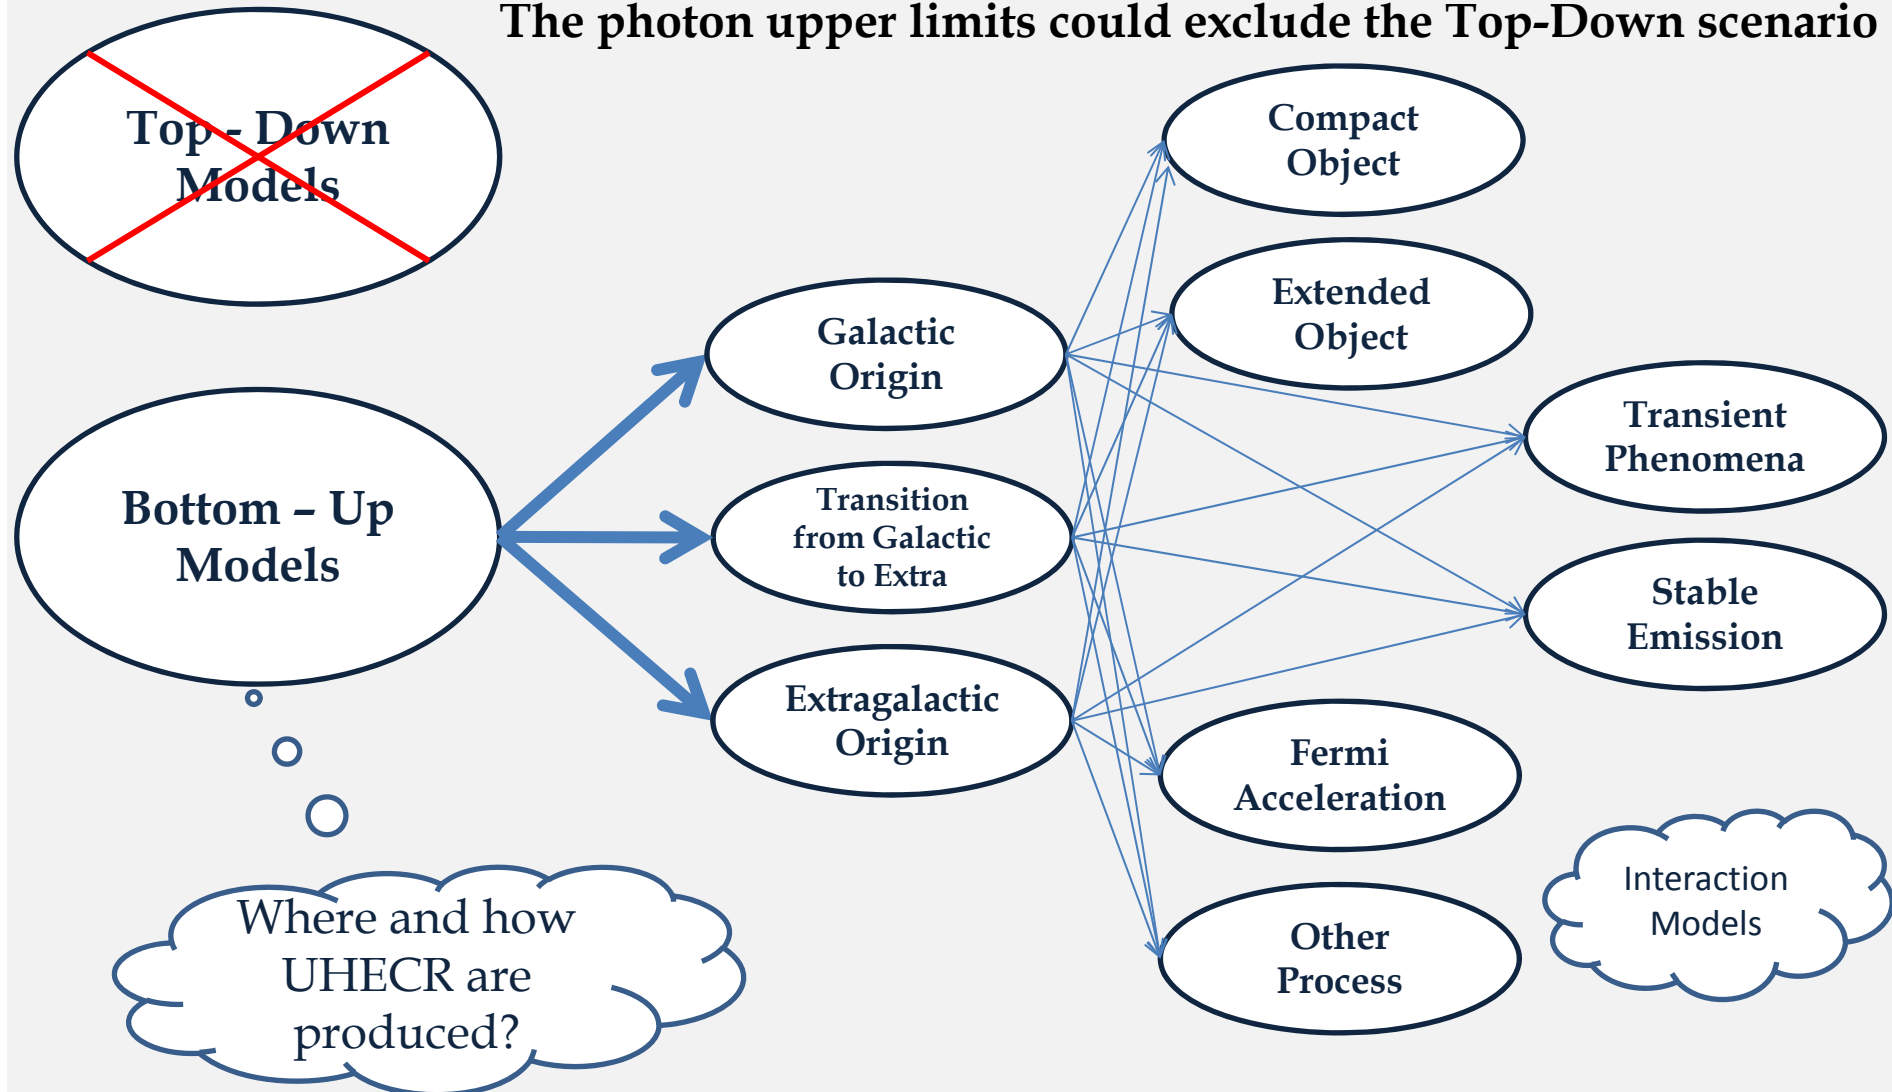 The photon upper limits could exclude the Top-Down scenario
Top - Down
Models
Bottom – Up
Models
Galactic
Origin
Transition
from Galactic
to Extra
Extragalactic
Origin
Compact
Object
Extended
Object
Transient
Phenomena
Stable
Emission
Fermi
Acceleration
Other
Process
Interaction
Models
Where and how
UHECR are
produced?